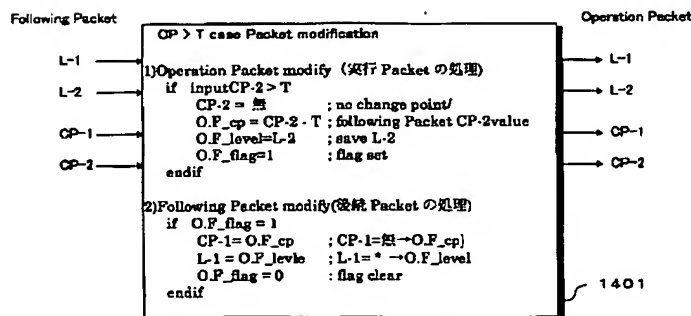 Following Packet
Operation Packet
CP > T case Packet modification
L-1
L-2
CP-1
CP-2
1)Operation Packet modify (実行 Packet の処理)
if inputCP-2 > T
CP-2 = 無 ; no change point/
O.F_cp = CP-2 - T ; following Packet CP-2value
O.F_level=L-2 ; save L-2
O.F_flag=1 ; flag set
endif
2)Following Packet modify(後続 Packet の処理)
if O.F_flag = 1
CP-1= O.F_cp ; CP-1=無→O.F_cp]
L-1 = O.F_levle ; L-1= * →O.F_level
O.F_flag = 0 : flag clear
endif
L-1
L-2
CP-1
CP-2
1401